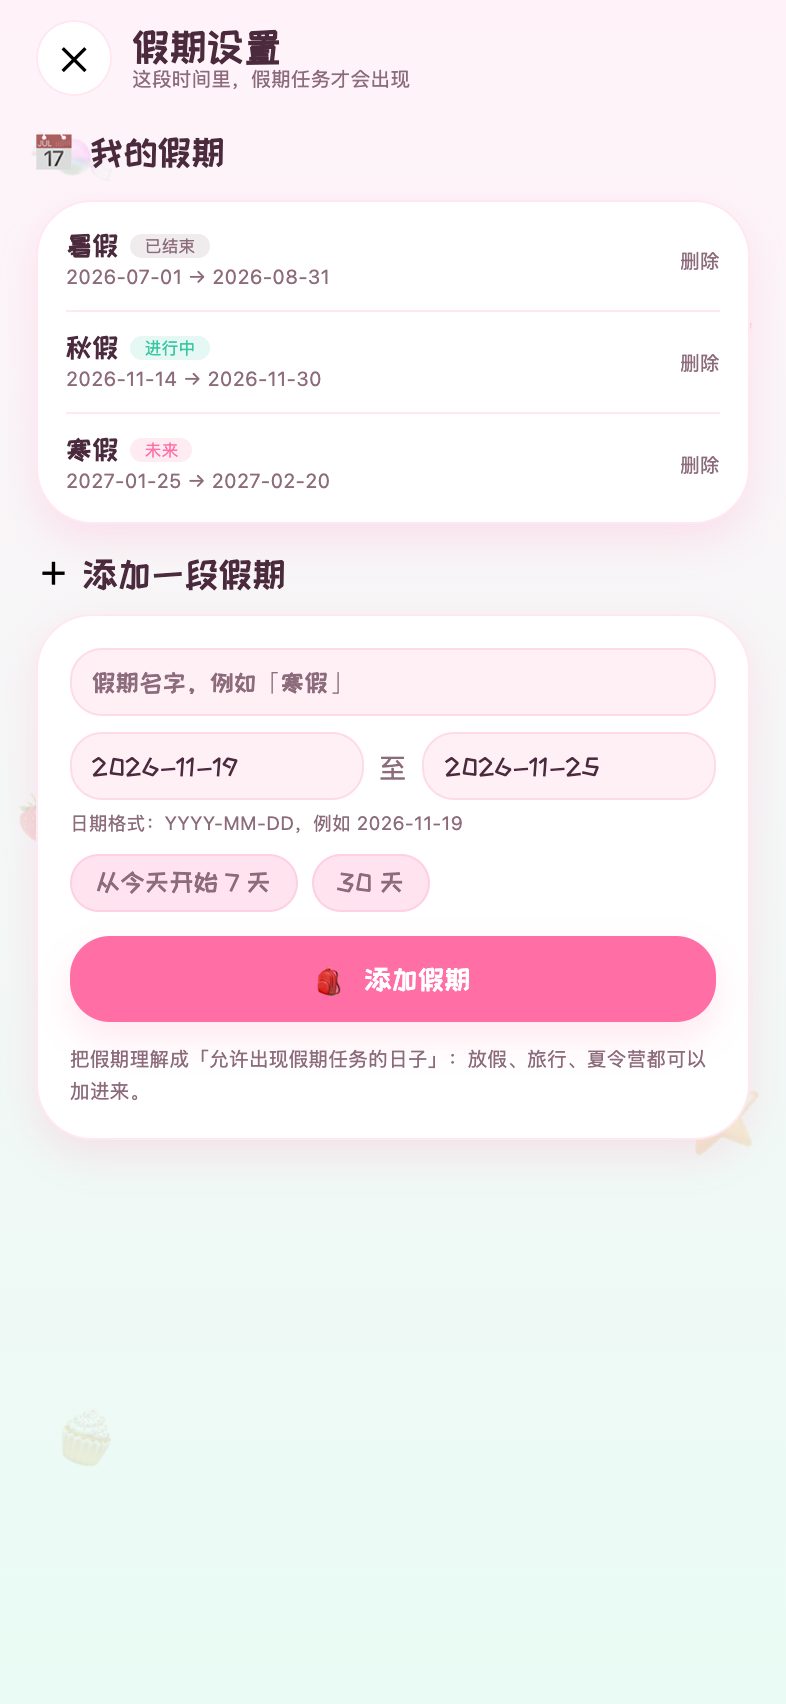 假期设置
这段时间里，假期任务才会出现
JUL 17 我的假期
暑假 已结束
2026-07-01 → 2026-08-31
删除
秋假 进行中
2026-11-14 → 2026-11-30
删除
寒假 未来
2027-01-25 → 2027-02-20
删除
+ 添加一段假期
假期名字，例如「寒假」
2026-11-19 至 2026-11-25
日期格式：YYYY-MM-DD，例如 2026-11-19
从今天开始 7 天 30 天
添加假期
把假期理解成「允许出现假期任务的日子」：放假、旅行、夏令营都可以
加进来。